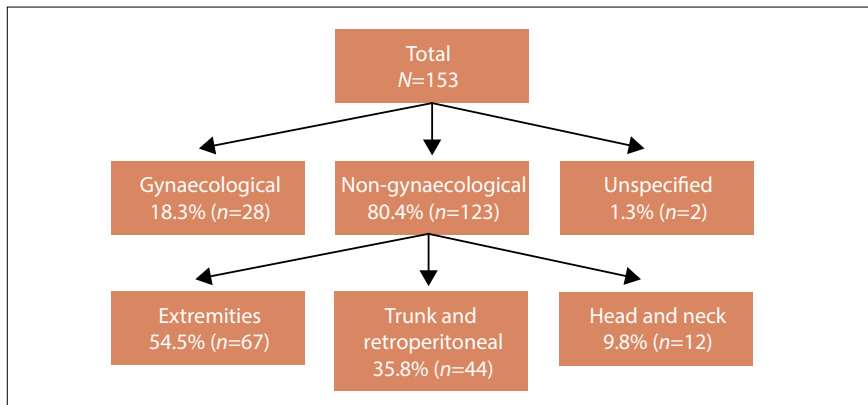 Total
N=153
Gynaecological
18.3% (n=28)
Non-gynaecological
80.4% (n=123)
Unspecified
1.3% (n=2)
Extremities
54.5% (n=67)
Trunk and
retroperitoneal
35.8% (n=44)
Head and neck
9.8% (n=12)